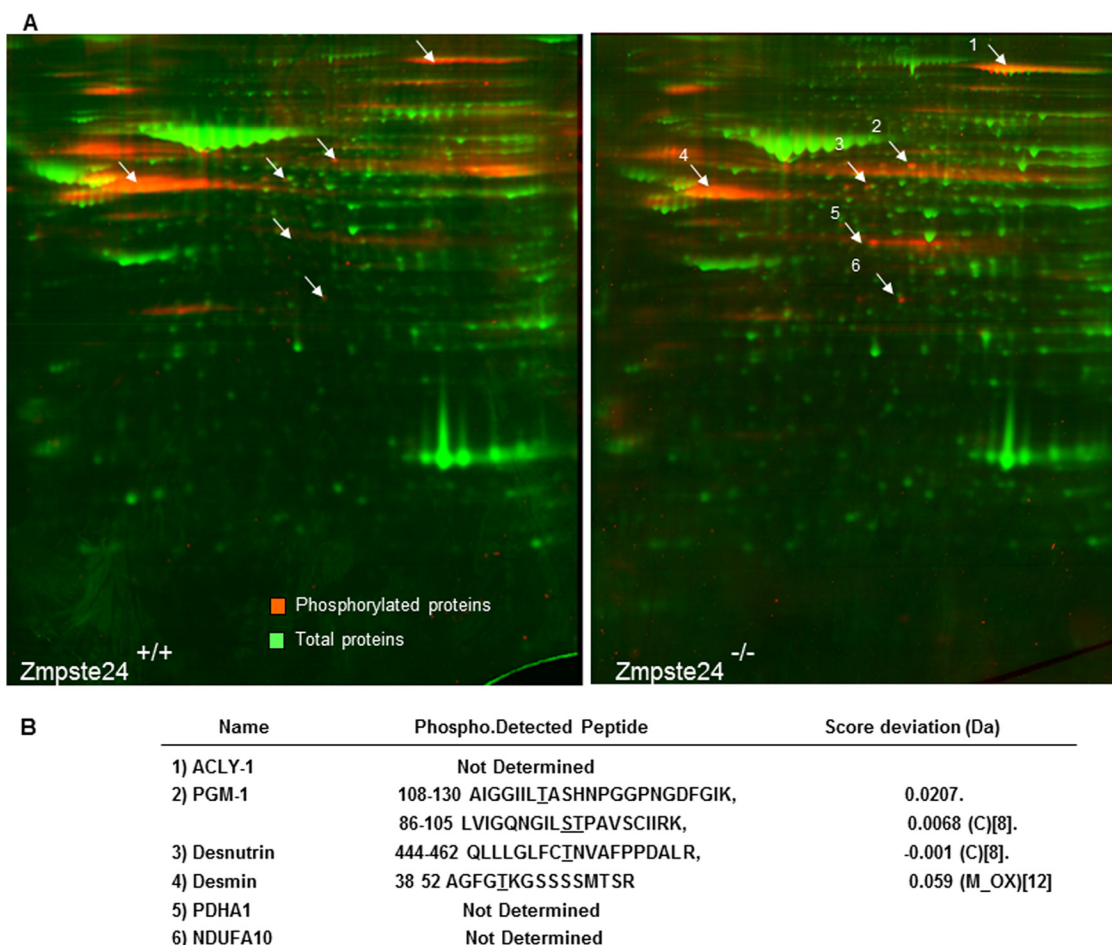 A
1
2
3
4
5
6
Phosphorylated proteins
Total proteins
Zmpste24 +/+
Zmpste24 -/-
B
Name Phospho.Detected Peptide Score deviation (Da)
1) ACLY-1 Not Determined
2) PGM-1 108-130 AIGGIILTASHNPGGPNGDFGIK, 0.0207.
86-105 LVIGQNGILSTPAVSCIIRK, 0.0068 (C)[8].
3) Desnutrin 444-462 QLLLGLFCTNVAFPPDALR, -0.001 (C)[8].
4) Desmin 38 52 AGFGTKGSSSSMTSR 0.059 (M_OX)[12]
5) PDHA1 Not Determined
6) NDUFA10 Not Determined